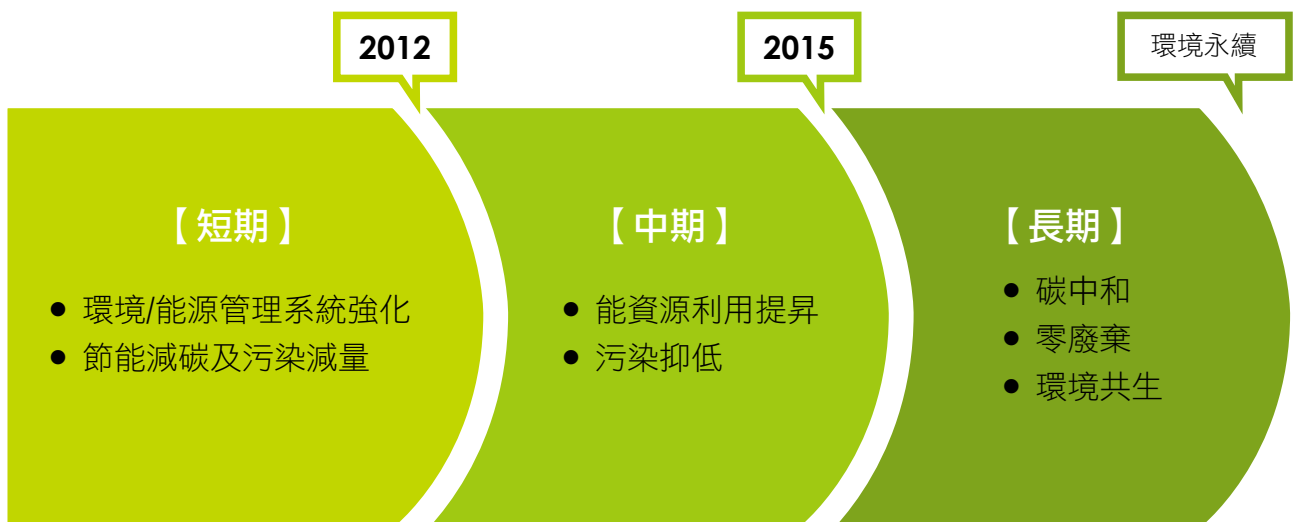 2012
2015
環境永續
【短期】
● 環境/能源管理系統強化
● 節能減碳及污染減量
【中期】
● 能資源利用提昇
● 污染抑低
【長期】
● 碳中和
● 零廢棄
● 環境共生